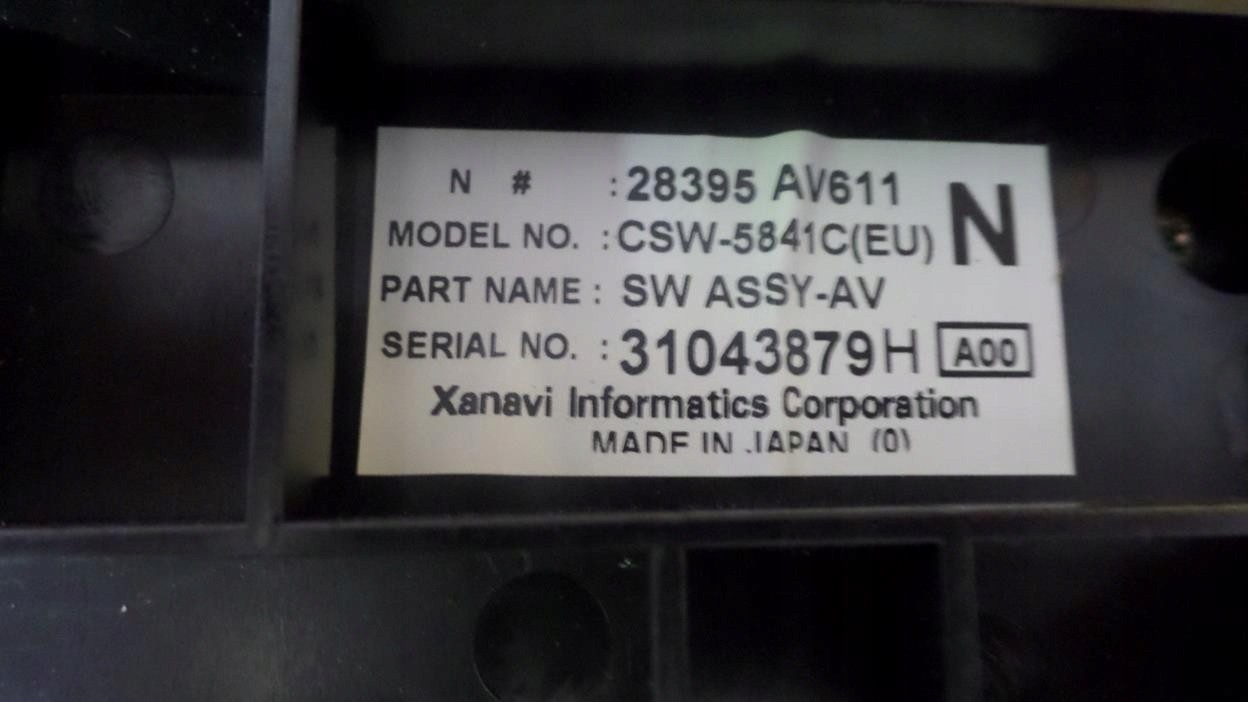 N # : 28395 AV611
N
MODEL NO. : CSW-5841C(EU)
PART NAME : SW ASSY-AV
SERIAL NO. : 31043879H A00
Xanavi Informatics Corporation
MADE IN JAPAN (0)